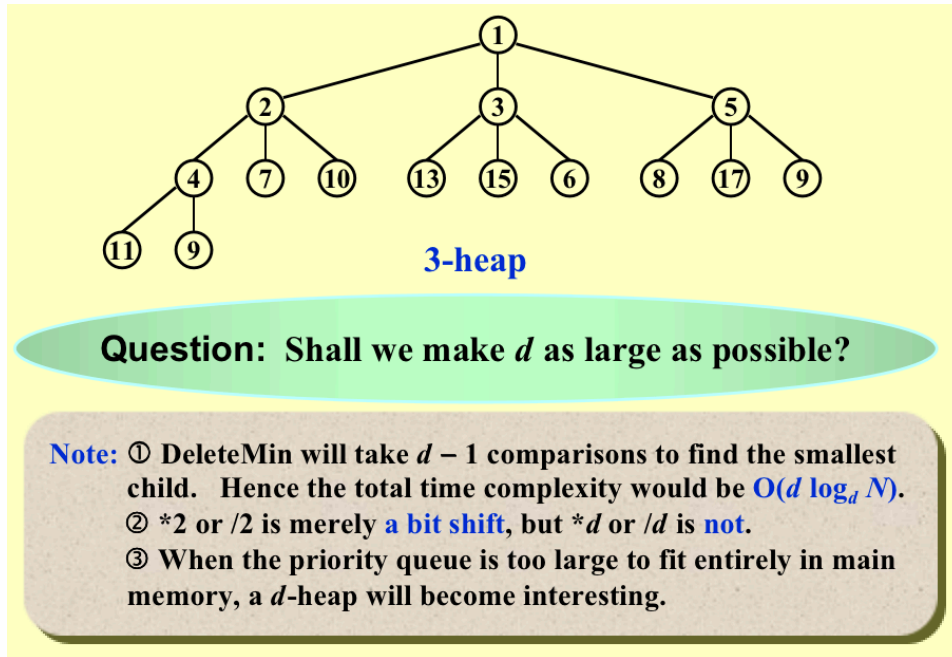 1
2 3 5
4 7 10 13 15 6 8 17 9
11 9
3-heap
Question: Shall we make d as large as possible?
Note: ① DeleteMin will take d – 1 comparisons to find the smallest
child. Hence the total time complexity would be O(d log_d N).
② *2 or /2 is merely a bit shift, but *d or /d is not.
③ When the priority queue is too large to fit entirely in main
memory, a d-heap will become interesting.